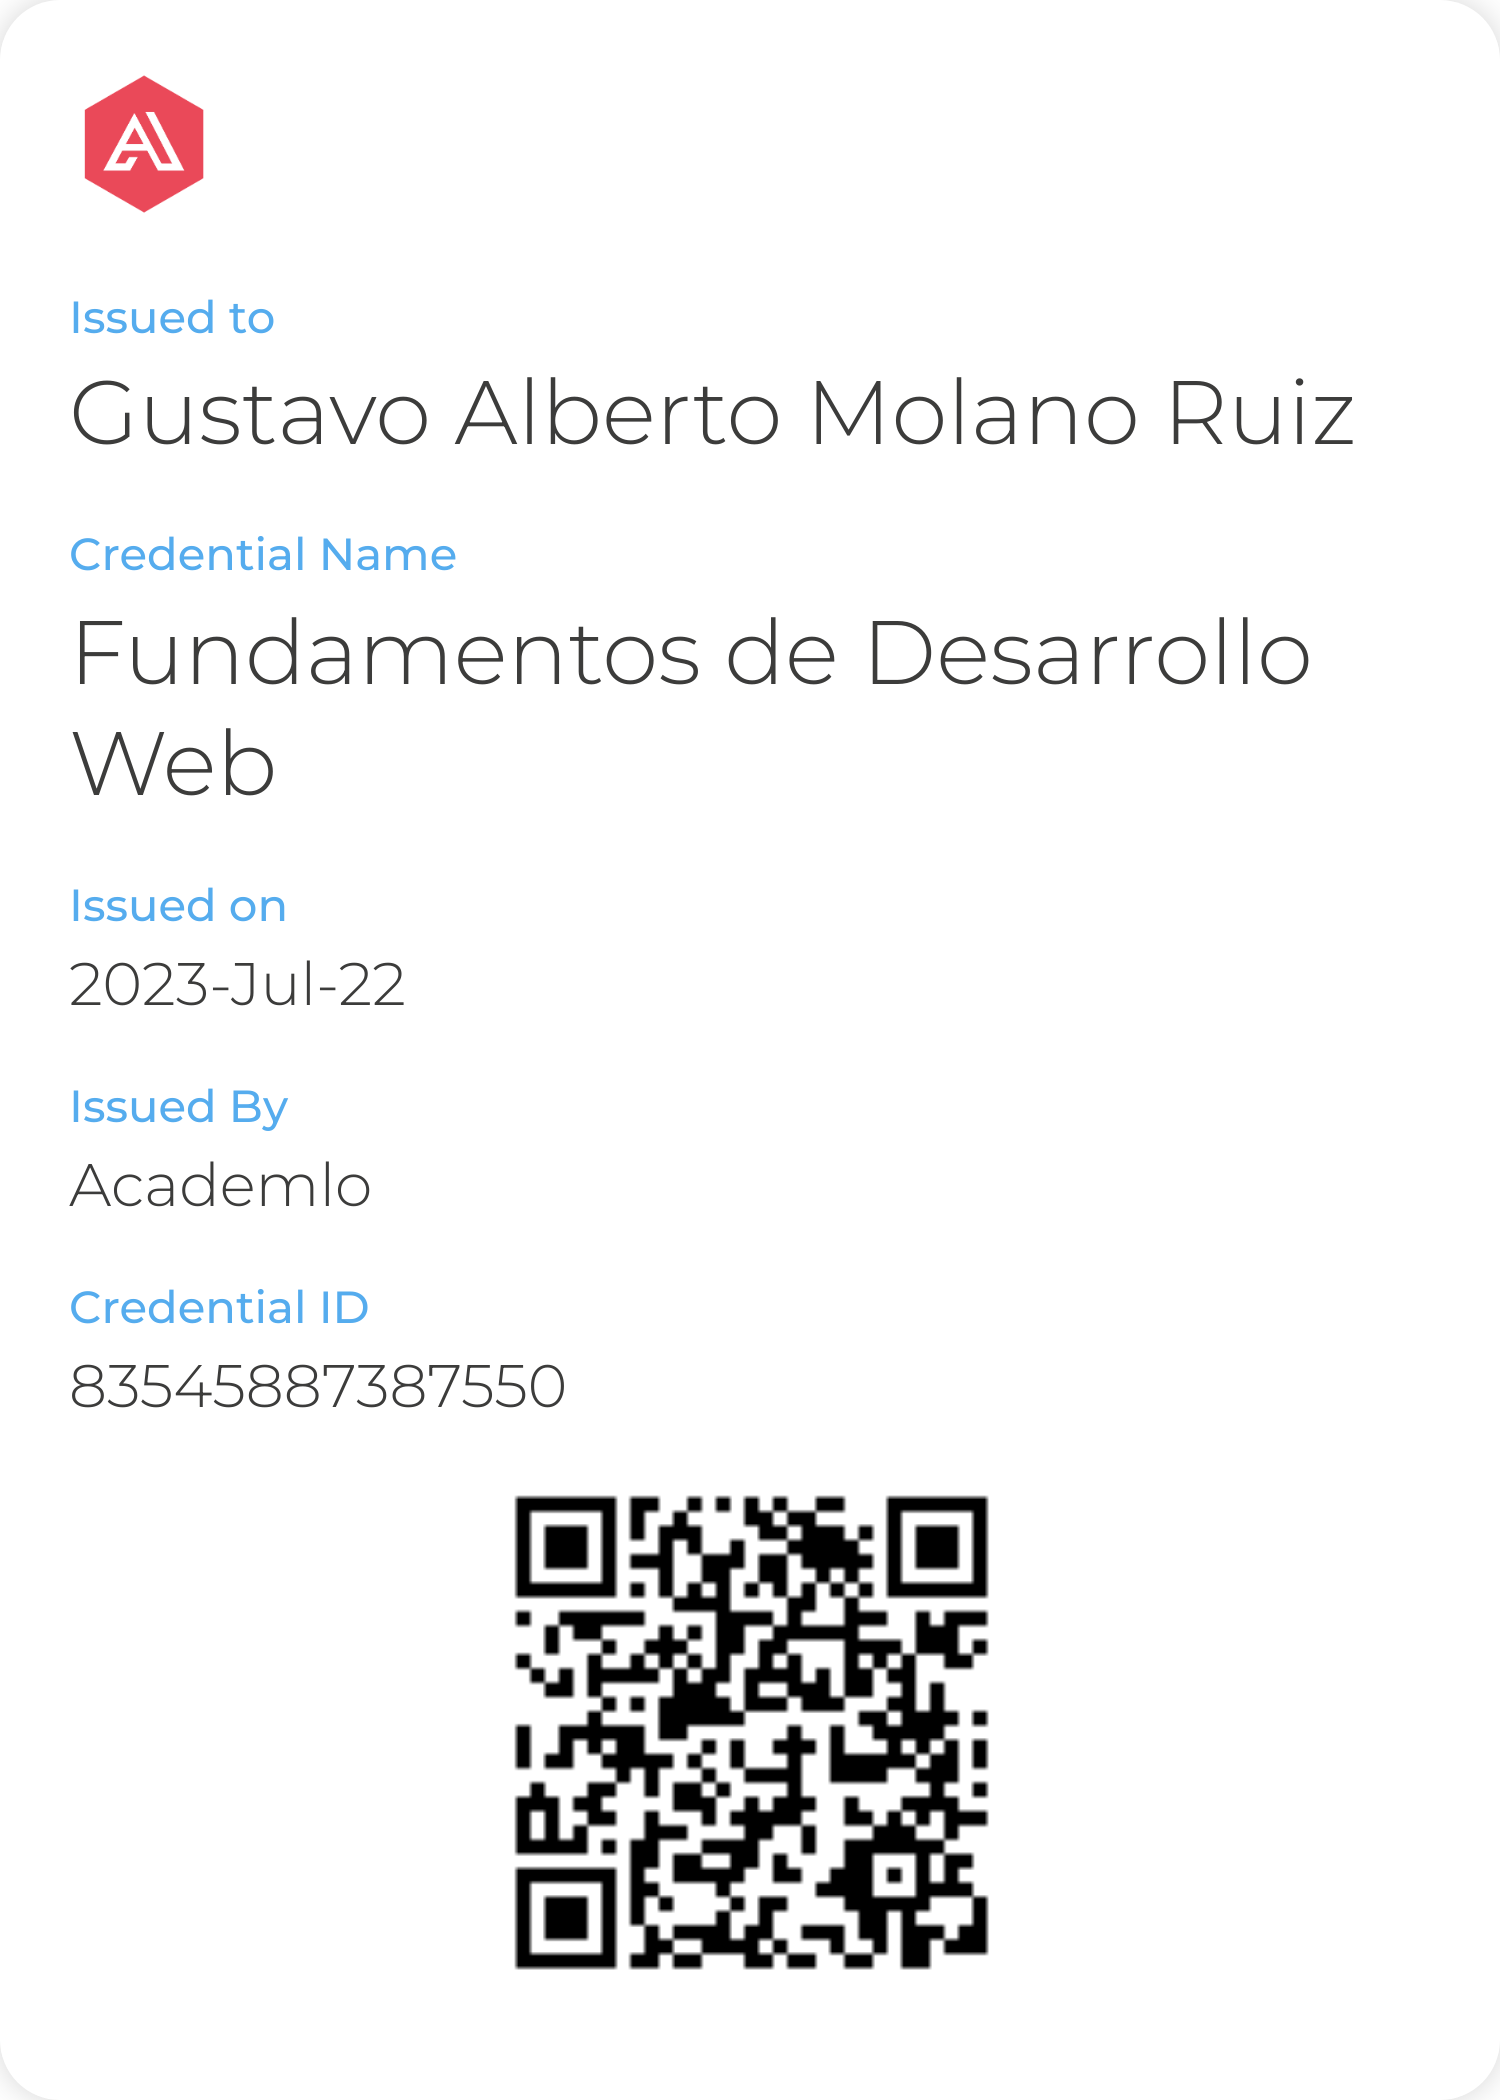 Issued to
Gustavo Alberto Molano Ruiz
Credential Name
Fundamentos de Desarrollo
Web
Issued on
2023-Jul-22
Issued By
Academlo
Credential ID
83545887387550